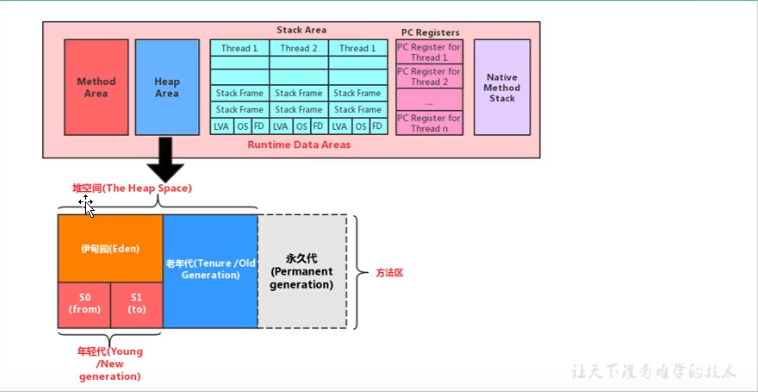 Stack Area
PC Registers
Method
Area
Heap
Area
Thread 1 Thread 2 Thread 1
Stack Frame Stack Frame Stack Frame
Stack Frame Stack Frame Stack Frame
LVA OS FD LVA OS FD LVA OS FD
PC Register for
Thread 1
PC Register for
Thread 2
...
PC Register for
Thread n
Native
Method
Stack
Runtime Data Areas
堆空间(The Heap Space)
伊甸园(Eden)
S0
(from)
S1
(to)
老年代(Tenure /Old
Generation)
永久代
(Permanent
generation)
方法区
年轻代(Young
/New
generation)
让天下没有难学的技术